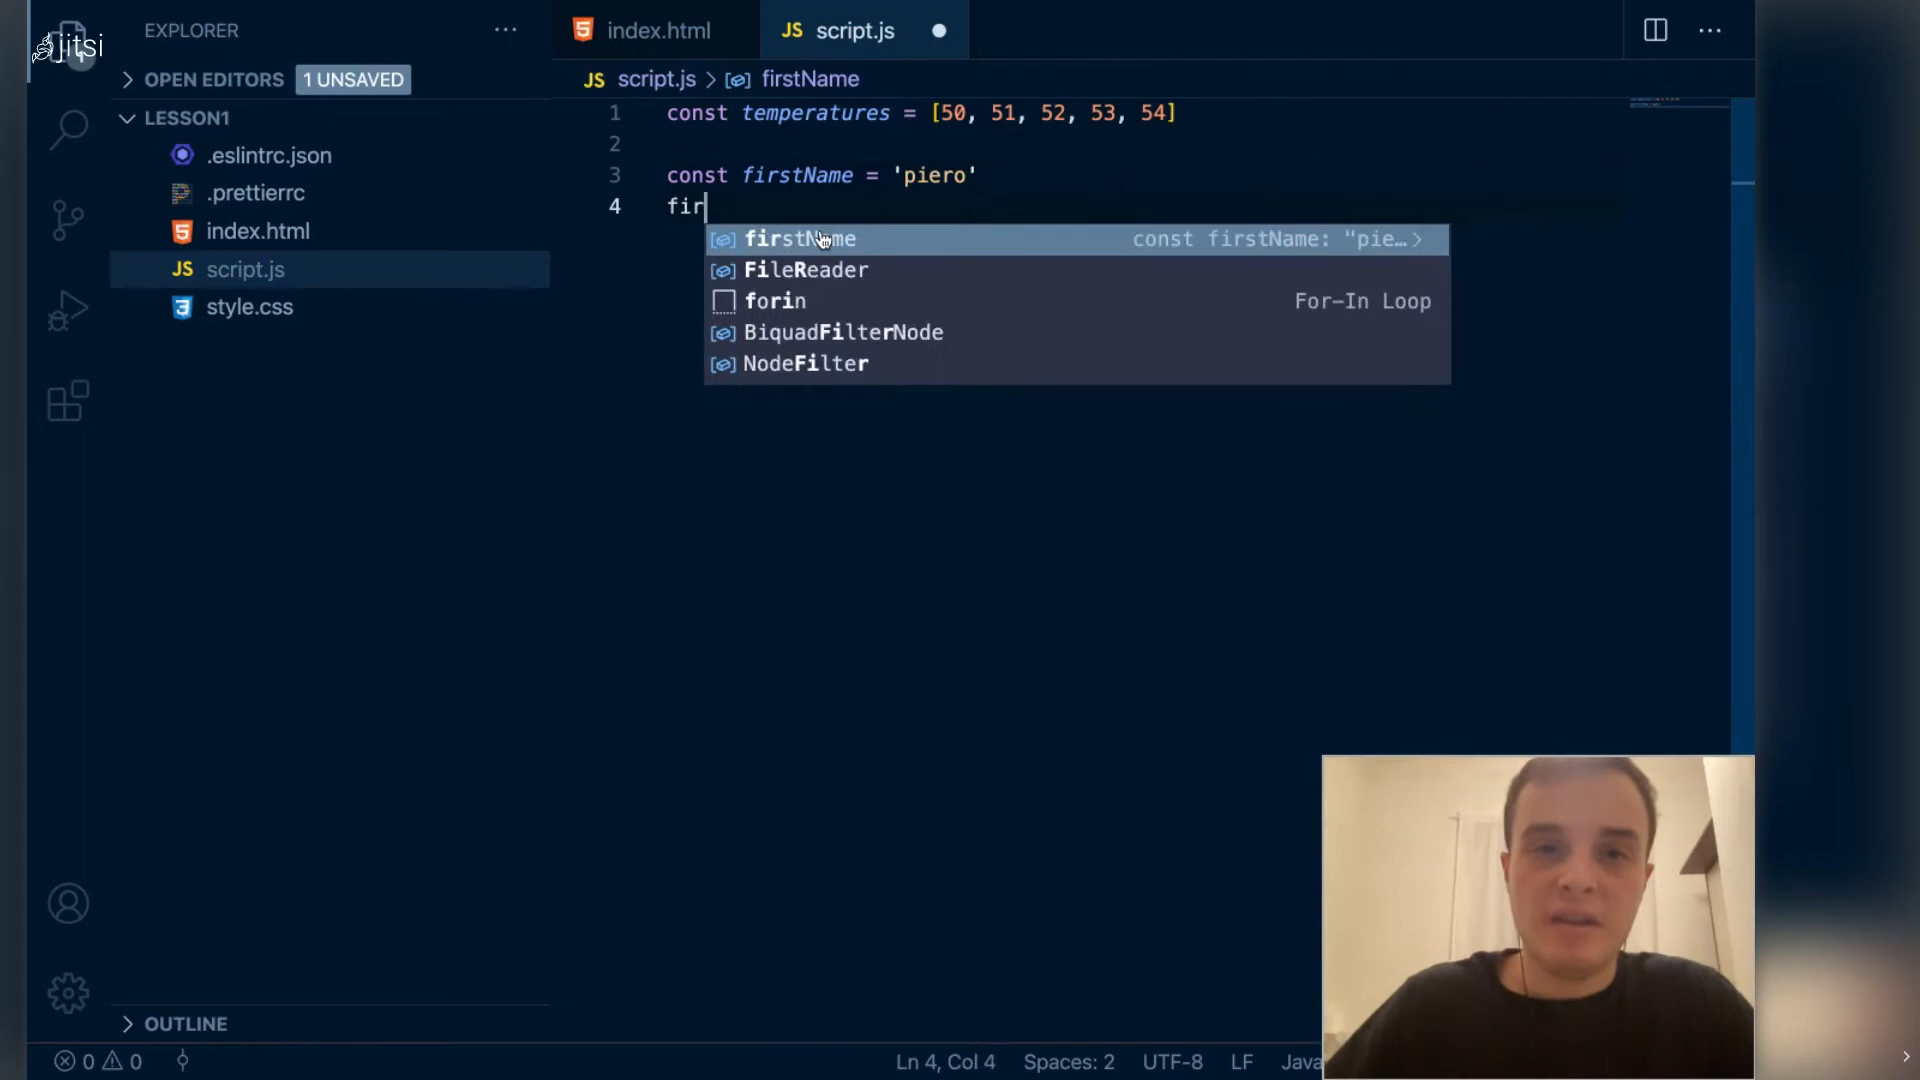 jitsi
EXPLORER
OPEN EDITORS 1 UNSAVED
LESSON1
.eslintrc.json
.prettierrc
index.html
JS script.js
style.css
OUTLINE
0 0
index.html JS script.js
JS script.js > firstName
1 const temperatures = [50, 51, 52, 53, 54]
2
3 const firstName = 'piero'
4 fir
firstName const firstName: "pie…>
FileReader
forin For-In Loop
BiquadFilterNode
NodeFilter
Ln 4, Col 4 Spaces: 2 UTF-8 LF Java